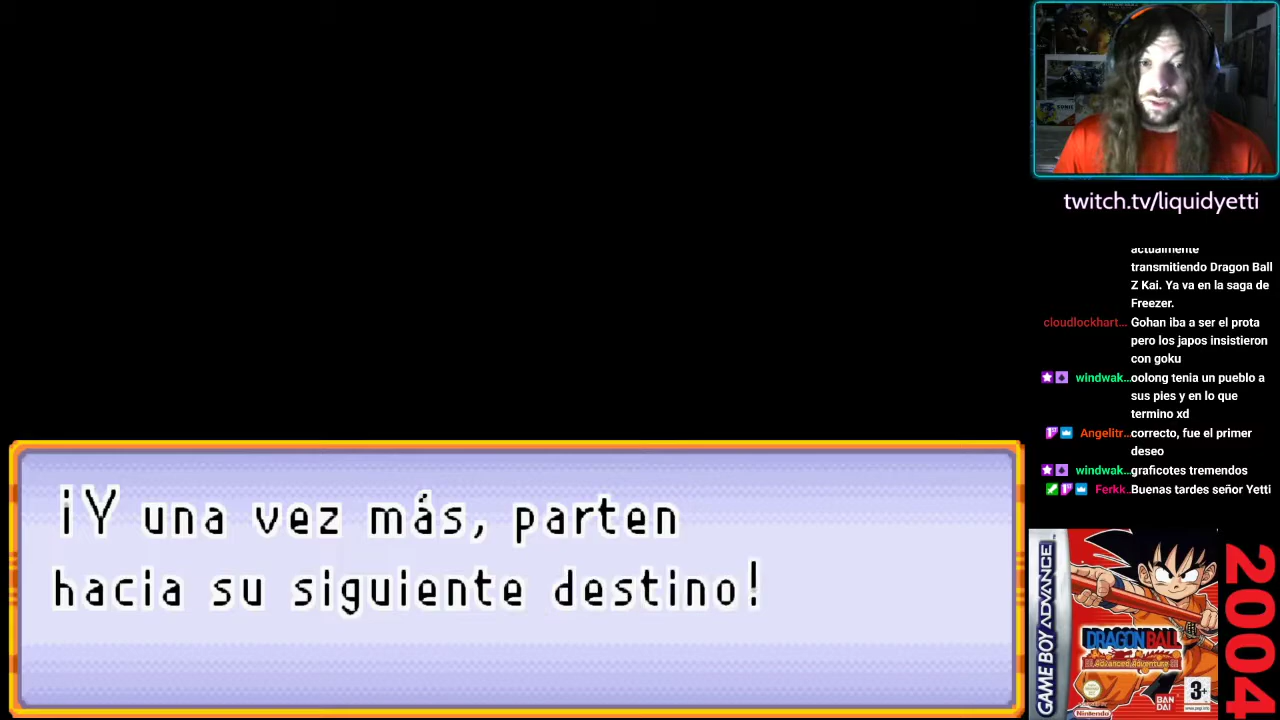 ¡Y una vez más, parten
hacia su siguiente destino!
twitch.tv/liquidyetti
actualmente
transmitiendo Dragon Ball
Z Kai. Ya va en la saga de
Freezer.
cloudlockhart… Gohan iba a ser el prota
pero los japos insistieron
con goku
windwak… oolong tenia un pueblo a
sus pies y en lo que
termino xd
Angelitr… correcto, fue el primer
deseo
windwak… graficotes tremendos
Ferkk… Buenas tardes señor Yetti
GAME BOY ADVANCE
DRAGON BALL
Advanced Adventure
3+
BAN
DAI
Nintendo
2004